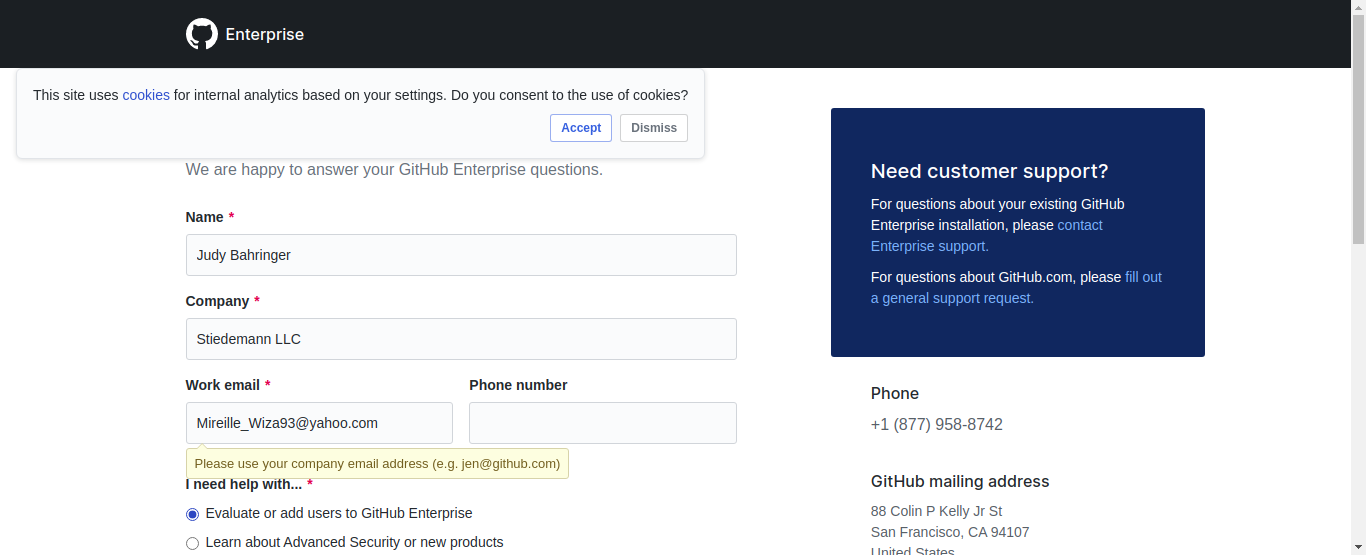 Enterprise
This site uses cookies for internal analytics based on your settings. Do you consent to the use of cookies?
Accept
Dismiss
We are happy to answer your GitHub Enterprise questions.
Name *
Judy Bahringer
Company *
Stiedemann LLC
Work email *
Mireille_Wiza93@yahoo.com
Phone number
Please use your company email address (e.g. jen@github.com)
I need help with... *
Evaluate or add users to GitHub Enterprise
Learn about Advanced Security or new products
Need customer support?
For questions about your existing GitHub
Enterprise installation, please contact
Enterprise support.
For questions about GitHub.com, please fill out
a general support request.
Phone
+1 (877) 958-8742
GitHub mailing address
88 Colin P Kelly Jr St
San Francisco, CA 94107
United States